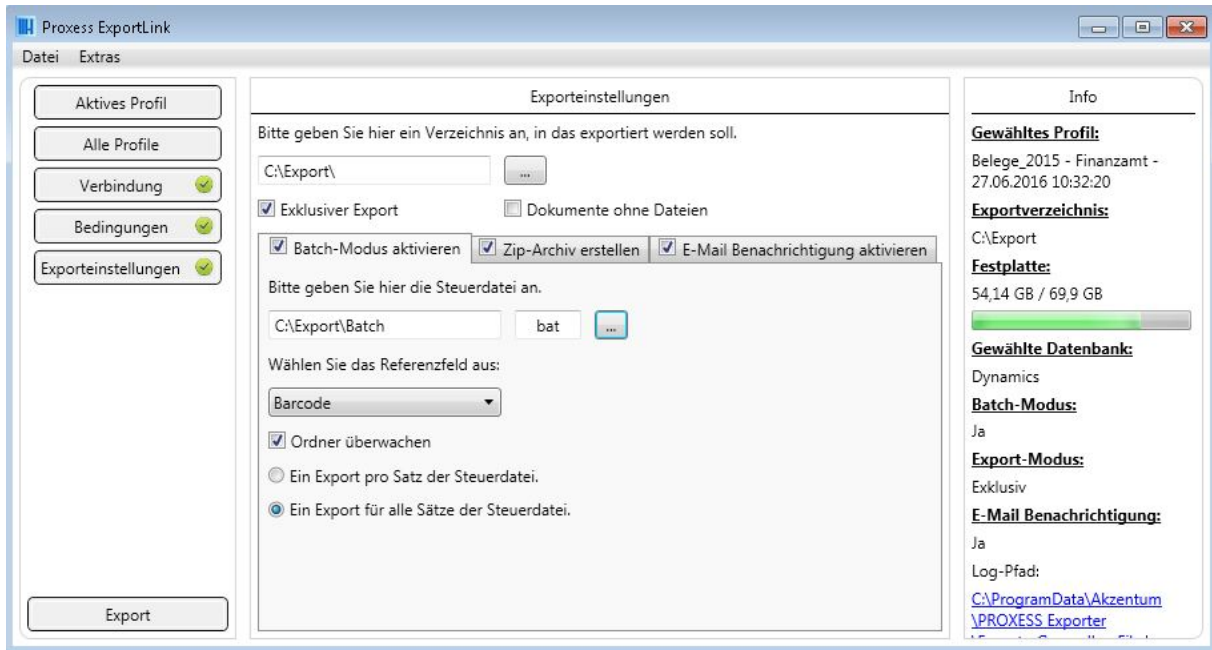 Proxess ExportLink
Datei Extras
Aktives Profil
Alle Profile
Verbindung
Bedingungen
Exporteinstellungen
Export
Exporteinstellungen
Bitte geben Sie hier ein Verzeichnis an, in das exportiert werden soll.
C:\Export\
...
Exklusiver Export
Dokumente ohne Dateien
Batch-Modus aktivieren
Zip-Archiv erstellen
E-Mail Benachrichtigung aktivieren
Bitte geben Sie hier die Steuerdatei an.
C:\Export\Batch
bat
...
Wählen Sie das Referenzfeld aus:
Barcode
Ordner überwachen
Ein Export pro Satz der Steuerdatei.
Ein Export für alle Sätze der Steuerdatei.
Info
Gewähltes Profil:
Belege_2015 - Finanzamt -
27.06.2016 10:32:20
Exportverzeichnis:
C:\Export
Festplatte:
54,14 GB / 69,9 GB
Gewählte Datenbank:
Dynamics
Batch-Modus:
Ja
Export-Modus:
Exklusiv
E-Mail Benachrichtigung:
Ja
Log-Pfad:
C:\ProgramData\Akzentum
\PROXESS Exporter